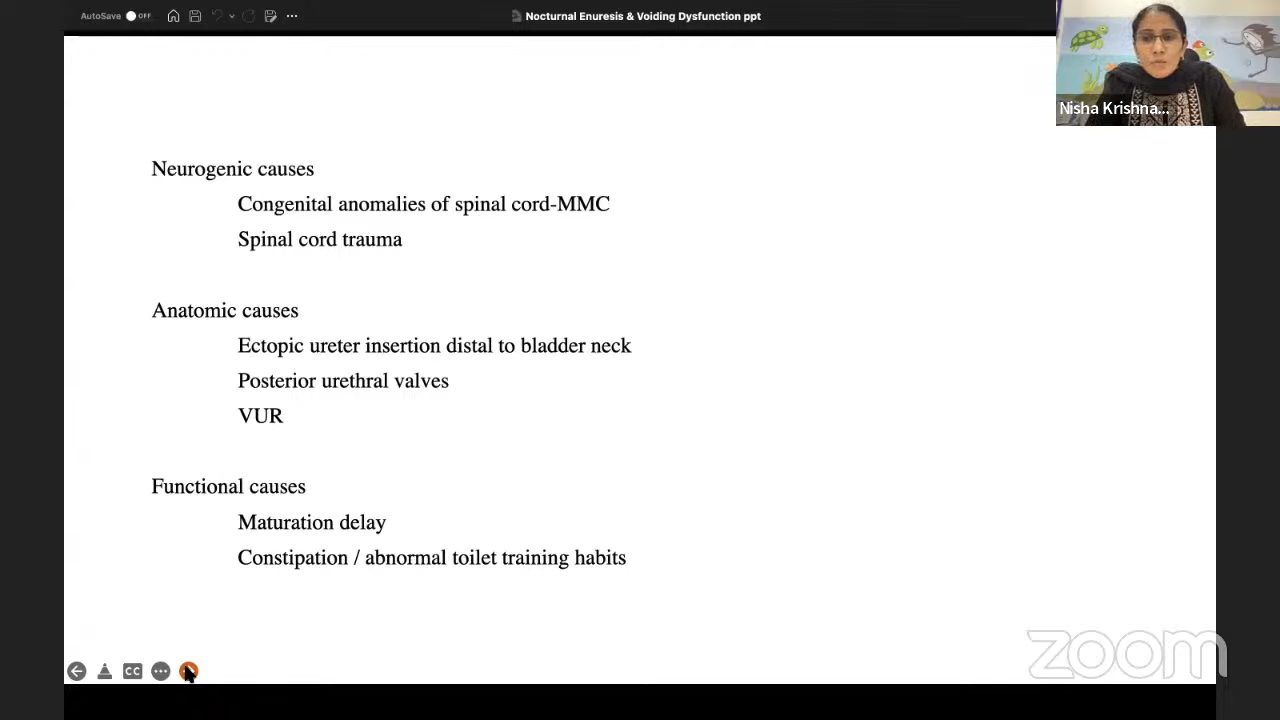 AutoSave OFF
Nocturnal Enuresis & Voiding Dysfunction ppt
Nisha Krishna...
Neurogenic causes
Congenital anomalies of spinal cord-MMC
Spinal cord trauma
Anatomic causes
Ectopic ureter insertion distal to bladder neck
Posterior urethral valves
VUR
Functional causes
Maturation delay
Constipation / abnormal toilet training habits
CC
zoom